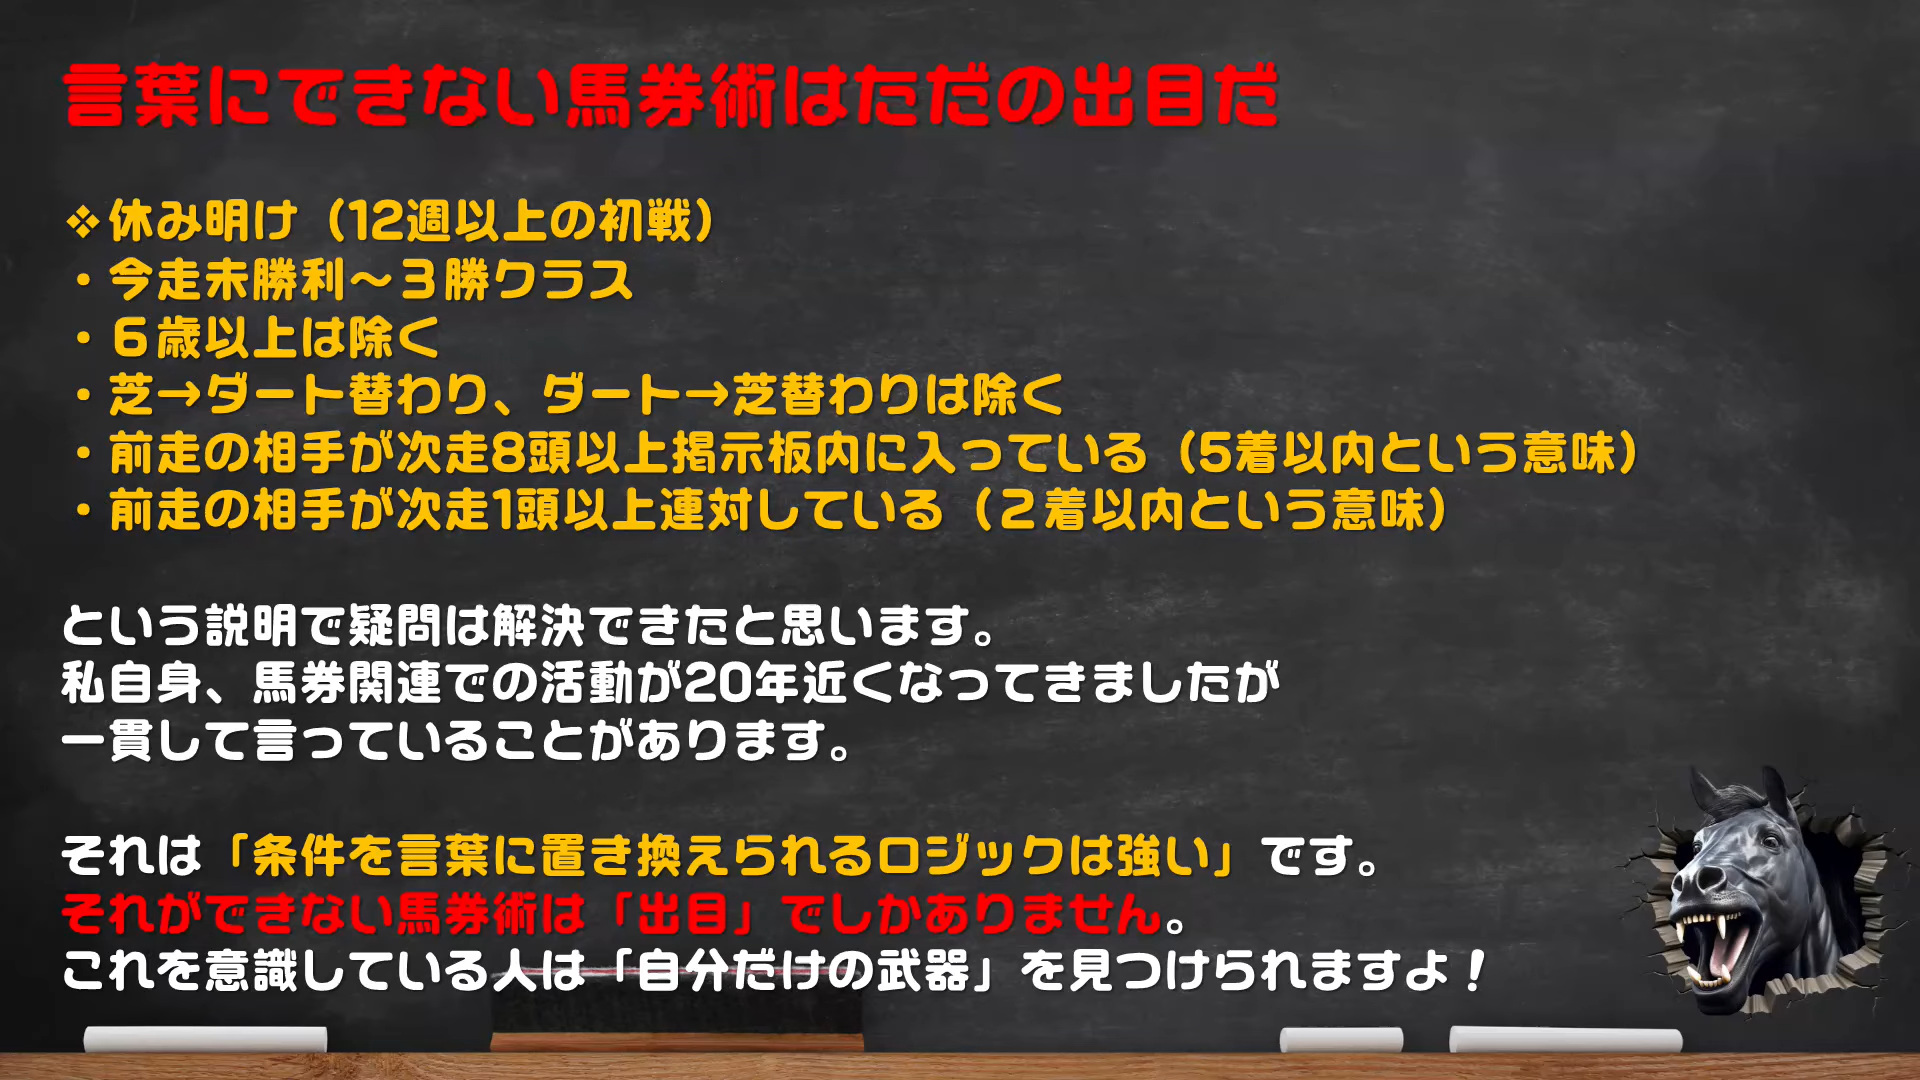 言葉にできない馬券術はただの出目だ
❖休み明け（12週以上の初戦）
・今走未勝利～３勝クラス
・６歳以上は除く
・芝→ダート替わり、ダート→芝替わりは除く
・前走の相手が次走8頭以上掲示板内に入っている（5着以内という意味）
・前走の相手が次走1頭以上連対している（２着以内という意味）
という説明で疑問は解決できたと思います。
私自身、馬券関連での活動が20年近くなってきましたが
一貫して言っていることがあります。
それは「条件を言葉に置き換えられるロジックは強い」です。
それができない馬券術は「出目」でしかありません。
これを意識している人は「自分だけの武器」を見つけられますよ！